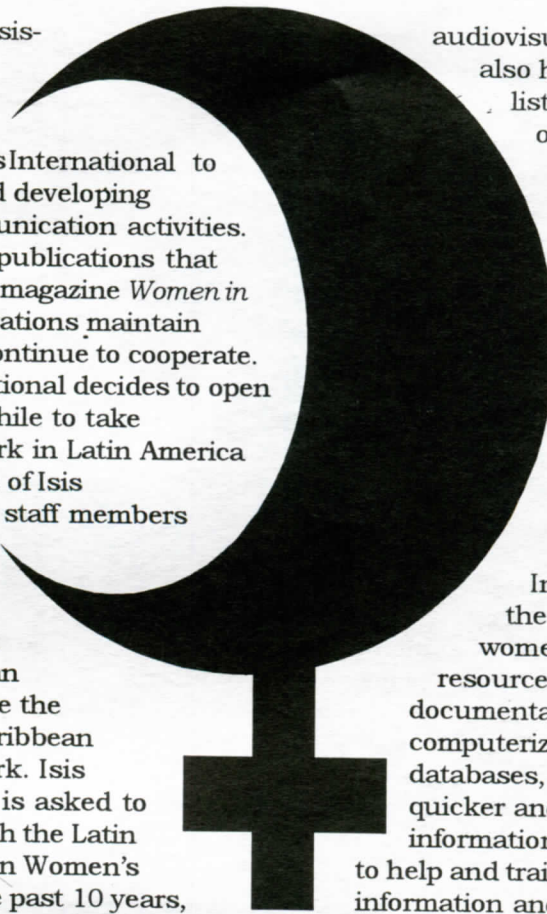 sis-
s International to
d developing
unication activities.
publications that
magazine Women in
ations maintain
ontinue to cooperate.
tional decides to open
hile to take
rk in Latin America
of Isis
staff members
an
e the
ribbean
rk. Isis
is asked to
h the Latin
n Women's
e past 10 years,
audiovisu
also h
list
o
In
the
wome
resource
documenta
computeriz
databases,
quicker and
information
to help and trai
information and